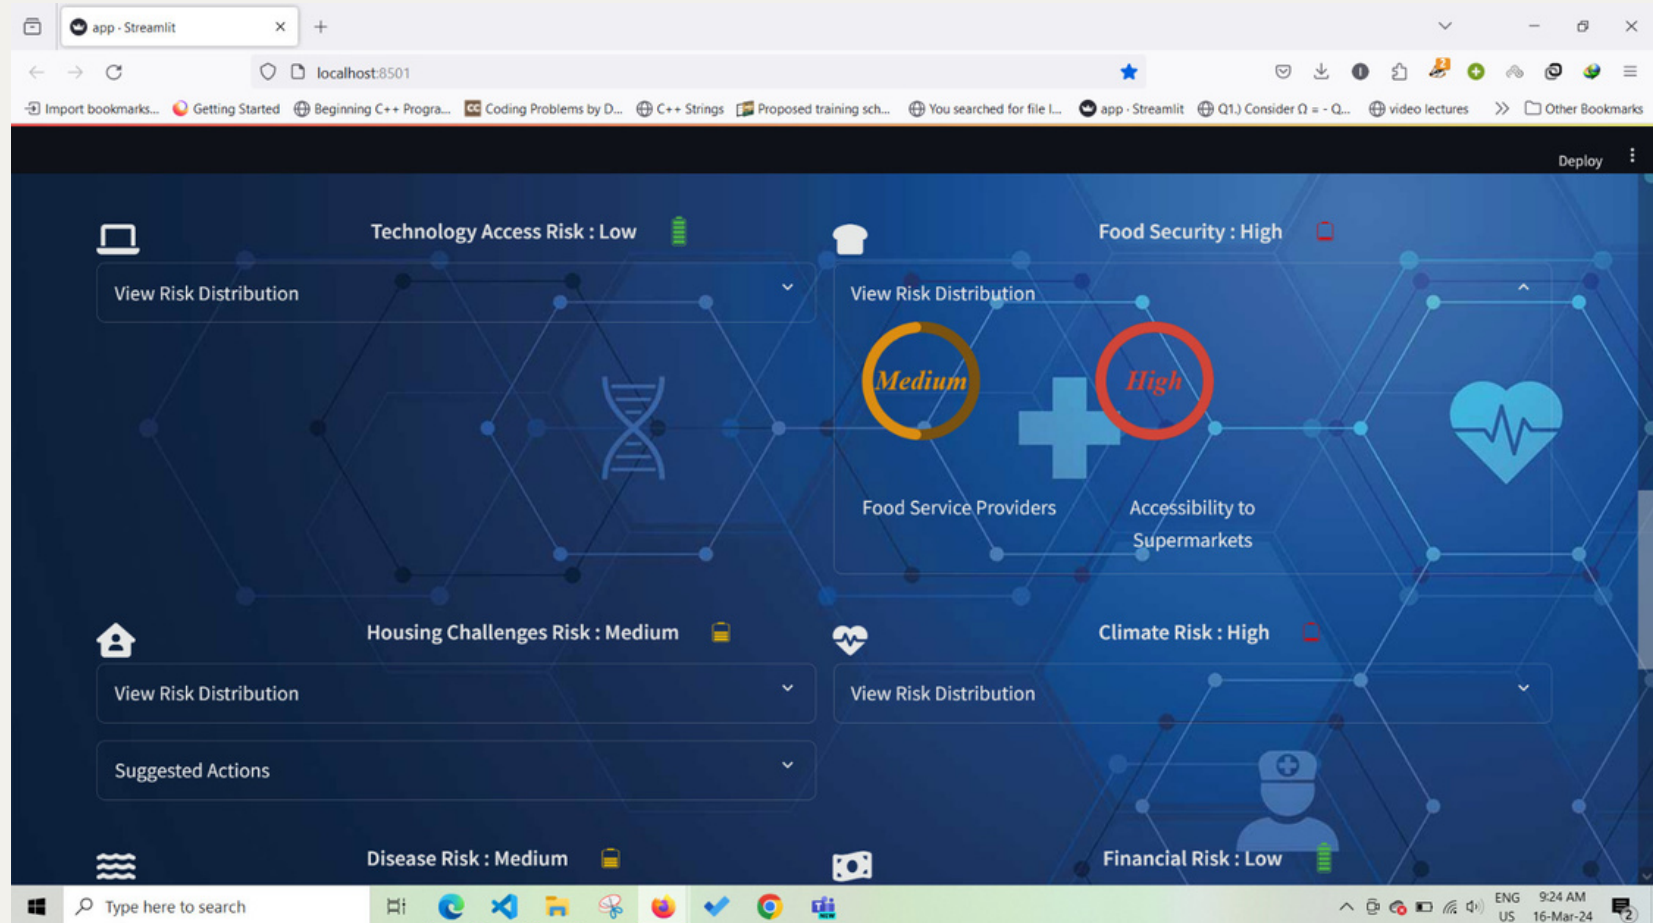 app - Streamlit
localhost:8501
Import bookmarks... Getting Started Beginning C++ Progra... Coding Problems by D... C++ Strings Proposed training sch... You searched for file l... app · Streamlit Q1.) Consider Ω = - Q... video lectures Other Bookmarks
Deploy
Technology Access Risk : Low
Food Security : High
View Risk Distribution
View Risk Distribution
Medium
High
Food Service Providers
Accessibility to
Supermarkets
Housing Challenges Risk : Medium
Climate Risk : High
View Risk Distribution
View Risk Distribution
Suggested Actions
Disease Risk : Medium
Financial Risk : Low
Type here to search
NEW
ENG
US
9:24 AM
16-Mar-24
2